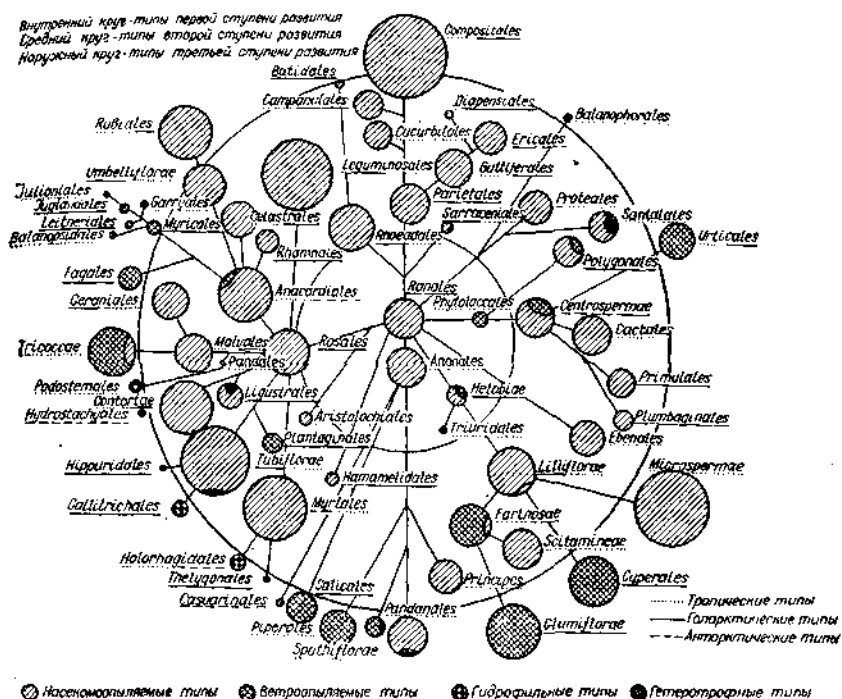 Внутренний круг-типы первой ступени развития
Средний круг-типы второй ступени развития
Наружный круг-типы третьей ступени развития
Compositales
Batidales
Campanulales
Diapensiales
Balanophorales
Rubiales
Cucurbitales
Ericales
Umbelliflorae
Leguminosales
Guttiferales
Julianiales
Garryales
Juglandales
Parietales
Proteales
Leitneriales
Myricales
Celastrales
Sarraceniales
Santalales
Balanopsidales
Rhoeadales
Urticales
Rhamnales
Polygonales
Fagales
Ranales
Geraniales
Anacardiales
Phytolaccales
Centrospermae
Cactales
Malvales
Rosales
Tricoccae
Pandales
Anonales
Primulales
Podostemales
Ligustrales
Helobiae
Contortae
Plumbaginales
Hydrostachyales
Aristolochiales
Triuridales
Ebenales
Plantaginales
Tubiflorae
Liliiflorae
Microspermae
Hippuridales
Hamamelidales
Callitrichales
Myrtales
Farinosae
Scitamineae
Halorhagidales
Thelygonales
Principes
Cyperales
Casuarinales
Salicales
Pandanales
Piperales
Glumiflorae
Spathiflorae
Тропические типы
Голарктические типы
Антарктические типы
Насекомоопыляемые типы Ветроопыляемые типы Гидрофильные типы Гетеротрофные типы